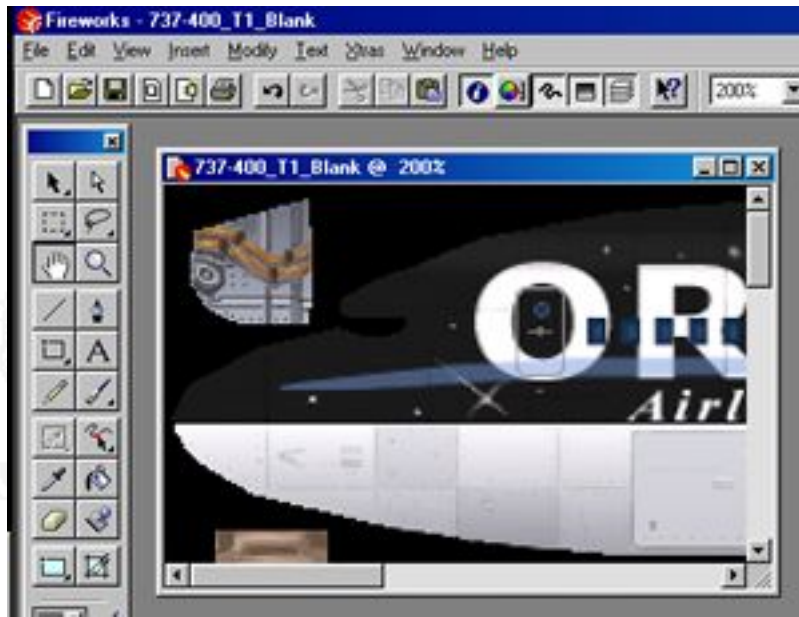 Fireworks - 737-400_T1_Blank
File Edit View Insert Modify Text Xtras Window Help
200%
737-400_T1_Blank @ 200%
OR
Airl